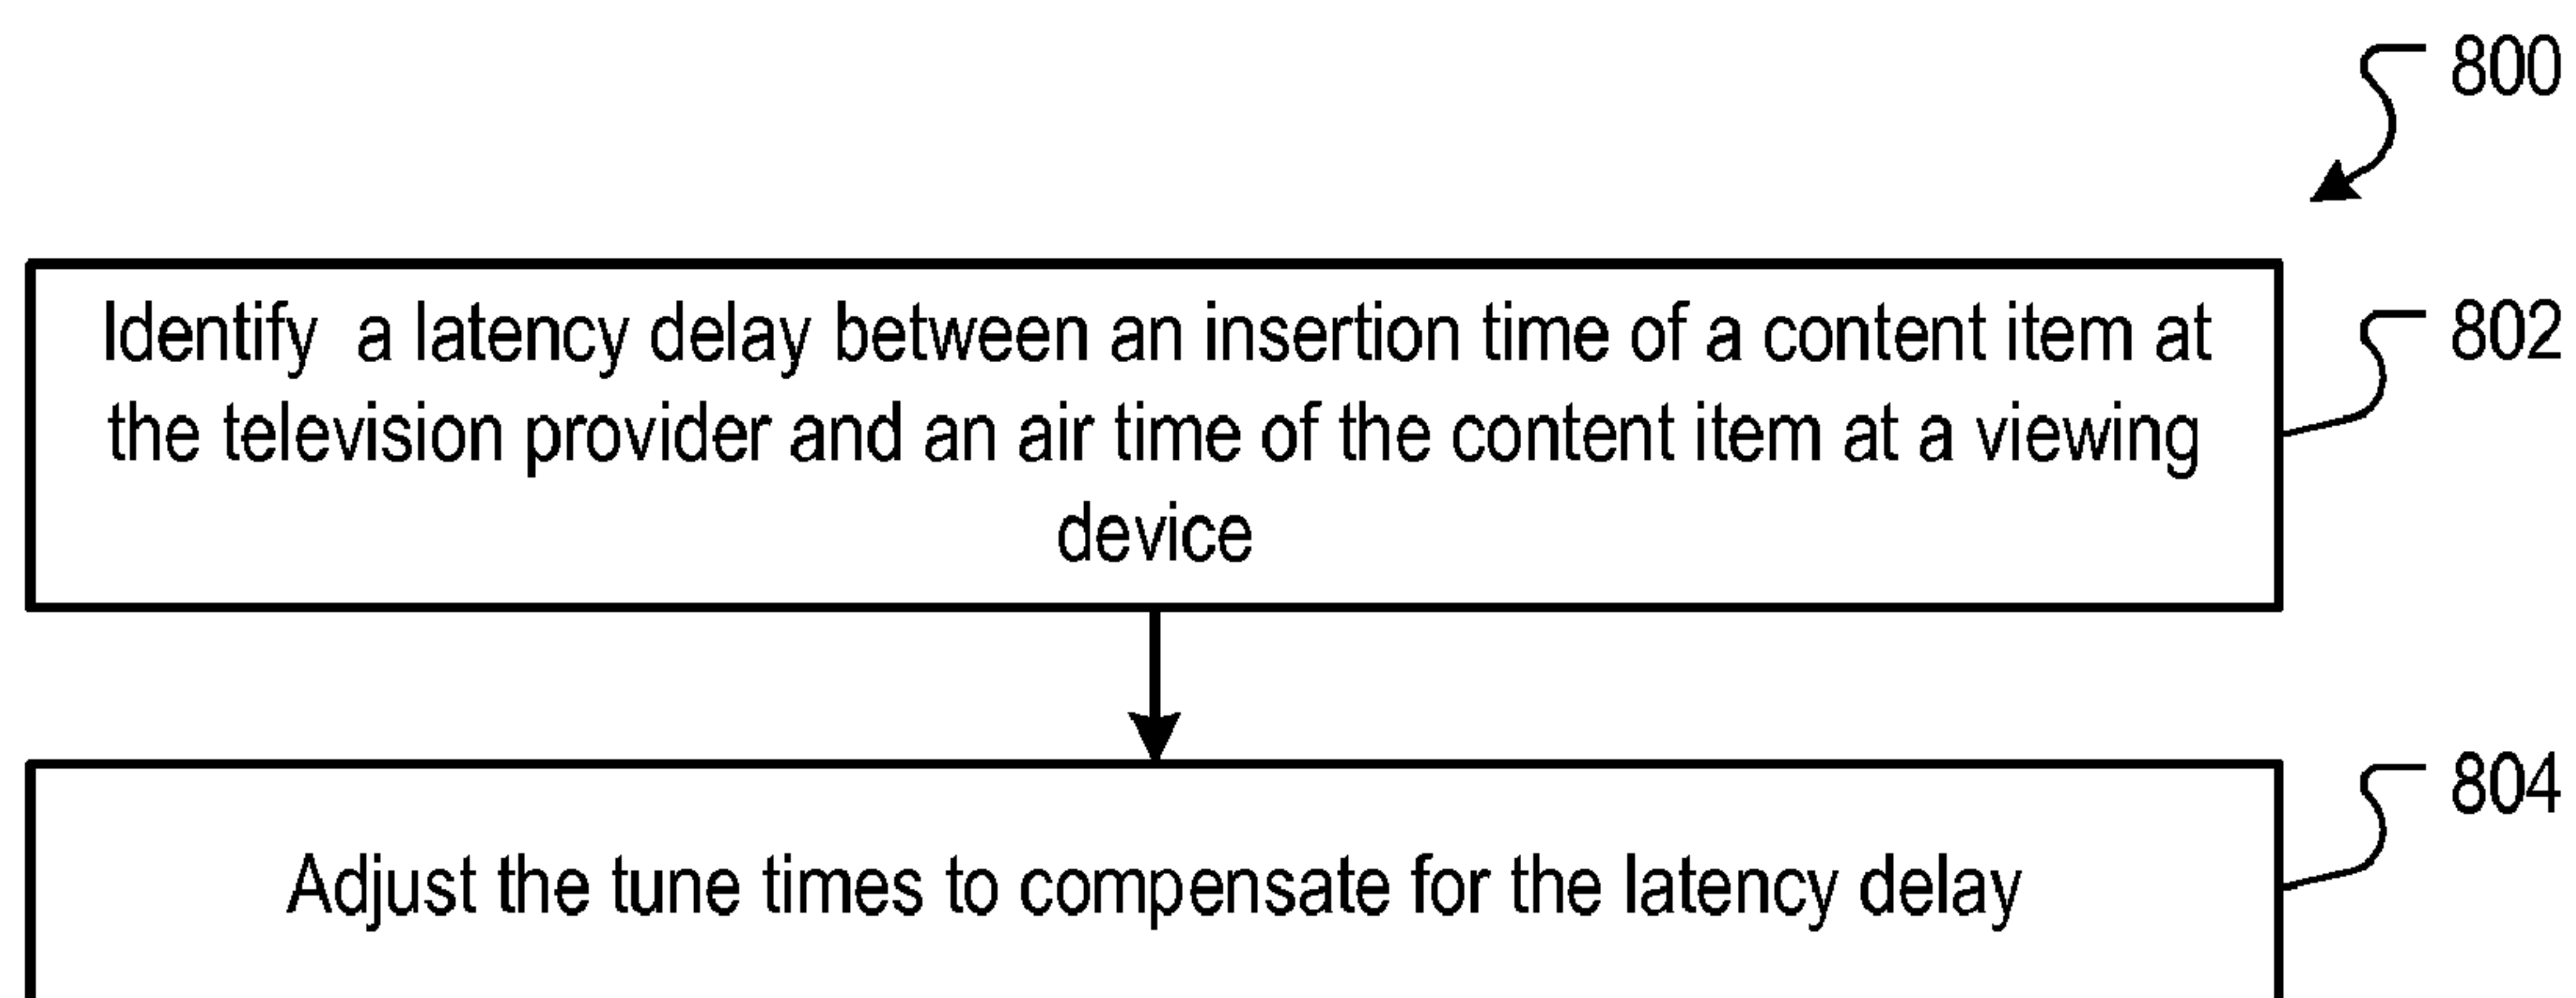 800
Identify a latency delay between an insertion time of a content item at
the television provider and an air time of the content item at a viewing
device
802
Adjust the tune times to compensate for the latency delay
804